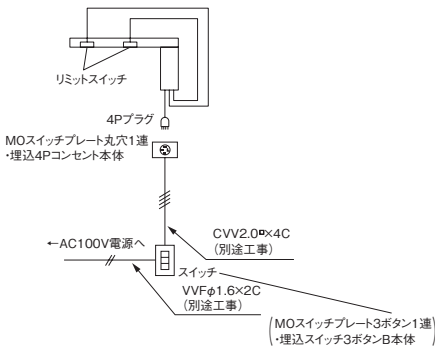 リミットスイッチ
4Pプラグ
MOスイッチプレート丸穴1連
・埋込4Pコンセント本体
CVV2.0□×4C
(別途工事)
←AC100V電源へ
スイッチ
VVFφ1.6×2C
(別途工事)
(MOスイッチプレート3ボタン1連
・埋込スイッチ3ボタンB本体)